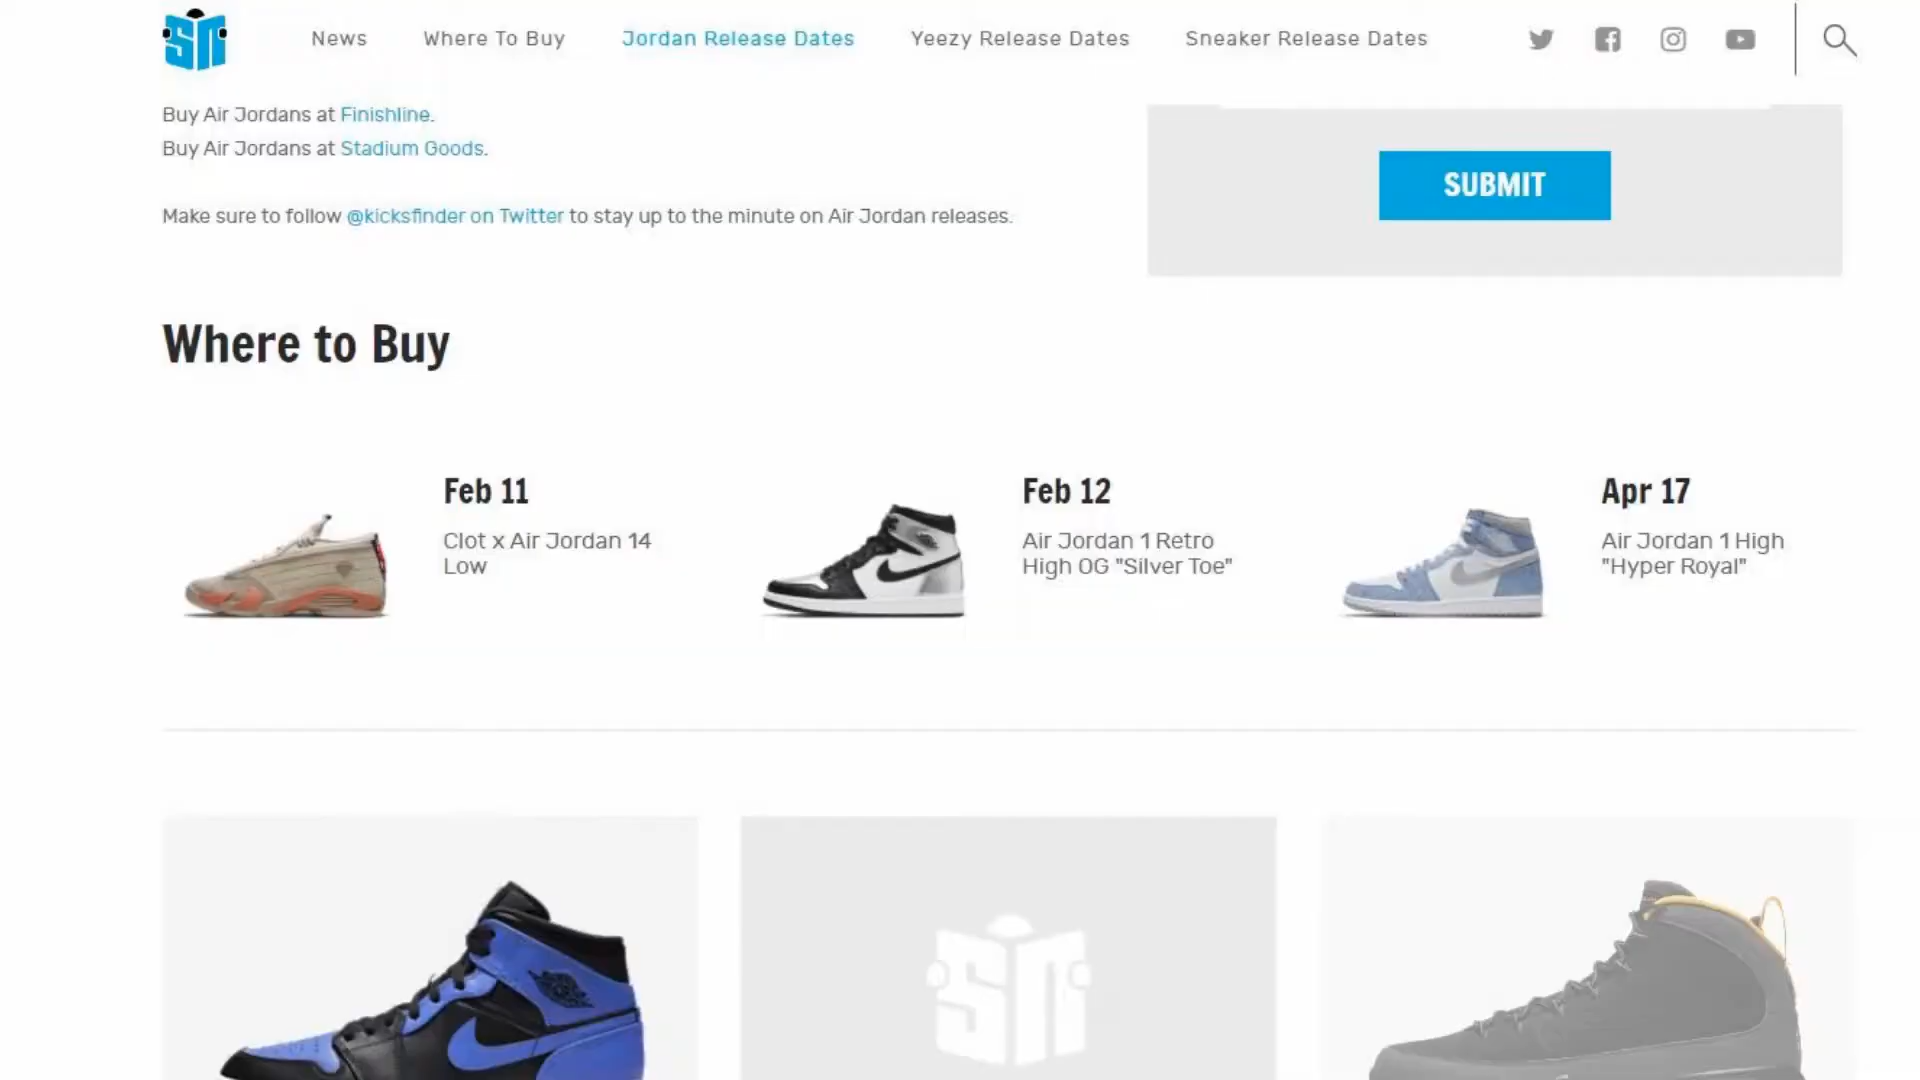 SN
News
Where To Buy
Jordan Release Dates
Yeezy Release Dates
Sneaker Release Dates
Buy Air Jordans at Finishline.
Buy Air Jordans at Stadium Goods.
Make sure to follow @kicksfinder on Twitter to stay up to the minute on Air Jordan releases.
SUBMIT
Where to Buy
Feb 11
Clot x Air Jordan 14
Low
Feb 12
Air Jordan 1 Retro
High OG "Silver Toe"
Apr 17
Air Jordan 1 High
"Hyper Royal"
SN